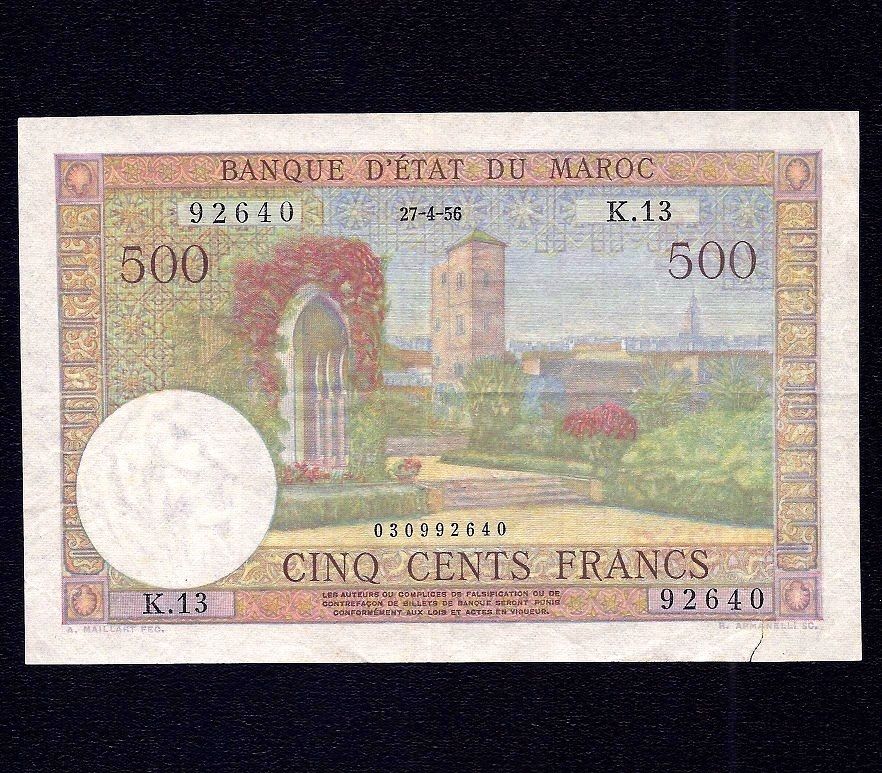 BANQUE D'ÉTAT DU MAROC
92640 27-4-56 K.13
500 500
030992640
CINQ CENTS FRANCS
LES AUTEURS OU COMPLICES DE FALSIFICATION OU DE
CONTREFAÇON DE BILLETS DE BANQUE SERONT PUNIS
CONFORMÉMENT AUX LOIS ET ACTES EN VIGUEUR.
K.13 92640
A. MAILLART FEC. R. ARMANELLI SC.